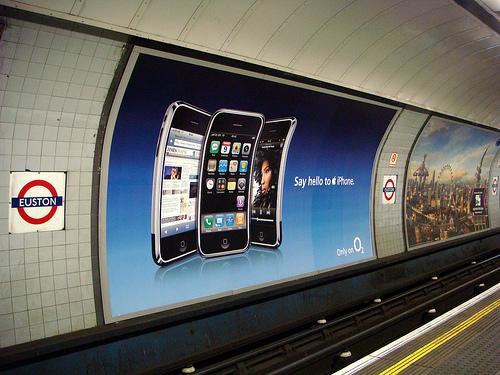 EUSTON
Say hello to iPhone.
Only on O2